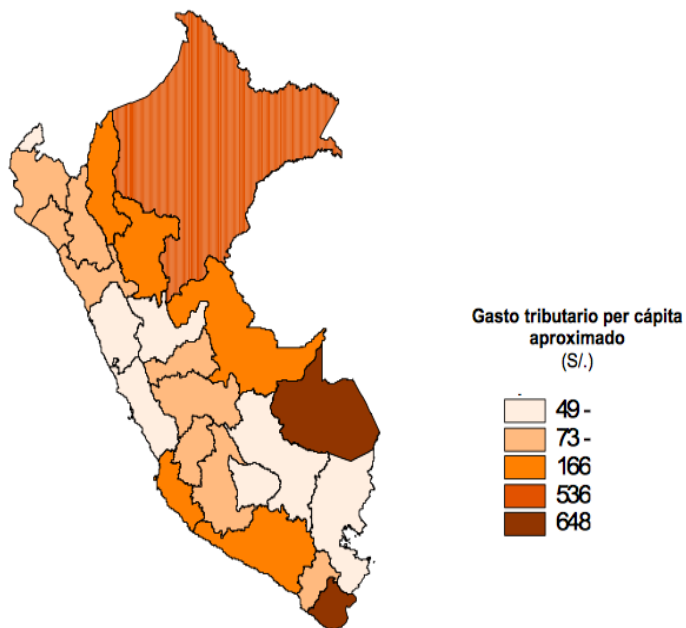 Gasto tributario per cápita
aproximado
(S/.)
49 -
73 -
166
536
648